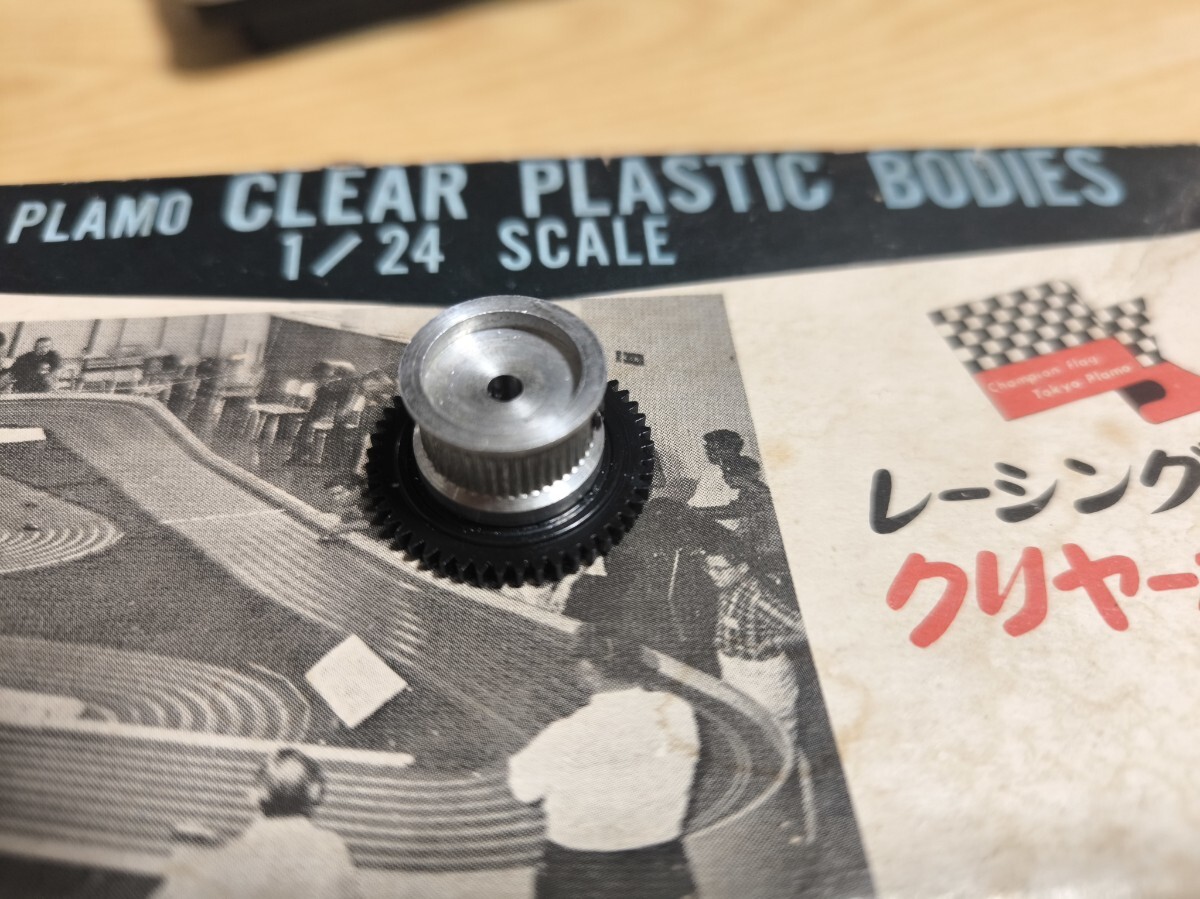 PLAMO CLEAR PLASTIC BODIES
1/24 SCALE
Champion Flag
Tokyo Plamo
レーシング
クリヤー